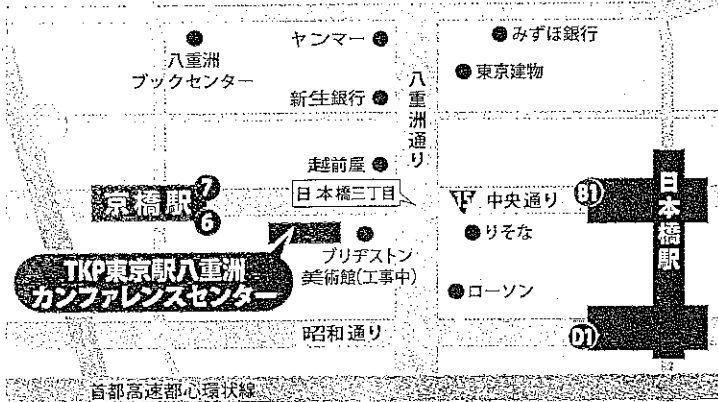 八重洲
ブックセンター
ヤンマー
みずほ銀行
東京建物
新生銀行
八重洲通り
越前屋
日本橋三丁目
京橋駅
7
6
中央通り
B1
日本橋駅
りそな
ブリヂストン
美術館(工事中)
TKP東京駅八重洲
カンファレンスセンター
ローソン
昭和通り
D1
首都高速都心環状線